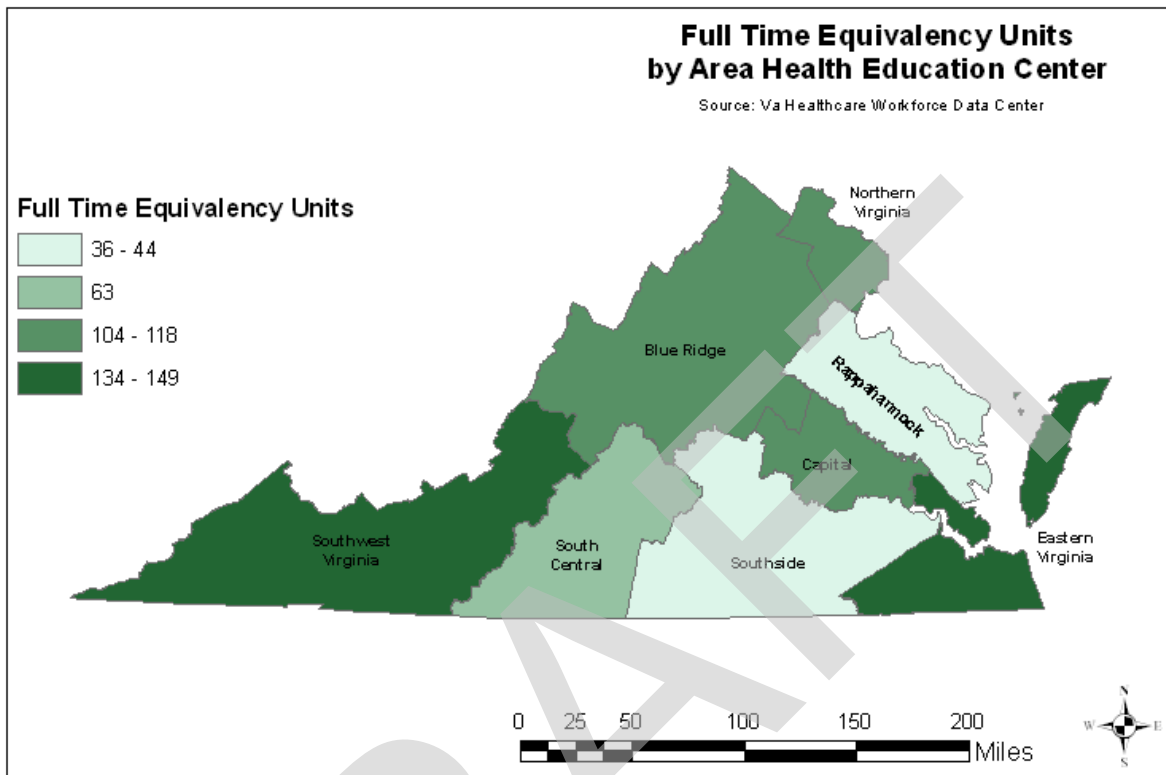 Full Time Equivalency Units
by Area Health Education Center
Source: Va Healthcare Workforce Data Center
Full Time Equivalency Units
36 - 44
63
104 - 118
134 - 149
Northern
Virginia
Blue Ridge
Rappahannock
Capital
Southwest
Virginia
South
Central
Southside
Eastern
Virginia
0 25 50 100 150 200
Miles
N
W E
S
DRAFT